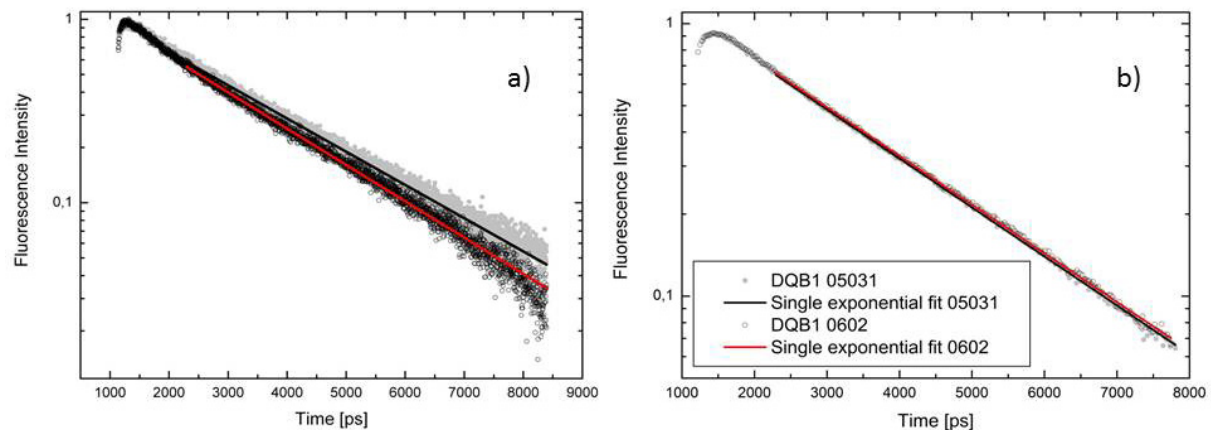 a)
1
0,1
Fluorescence Intensity
1000 2000 3000 4000 5000 6000 7000 8000 9000
Time [ps]
b)
1
0,1
Fluorescence Intensity
DQB1 05031
Single exponential fit 05031
DQB1 0602
Single exponential fit 0602
1000 2000 3000 4000 5000 6000 7000 8000
Time [ps]